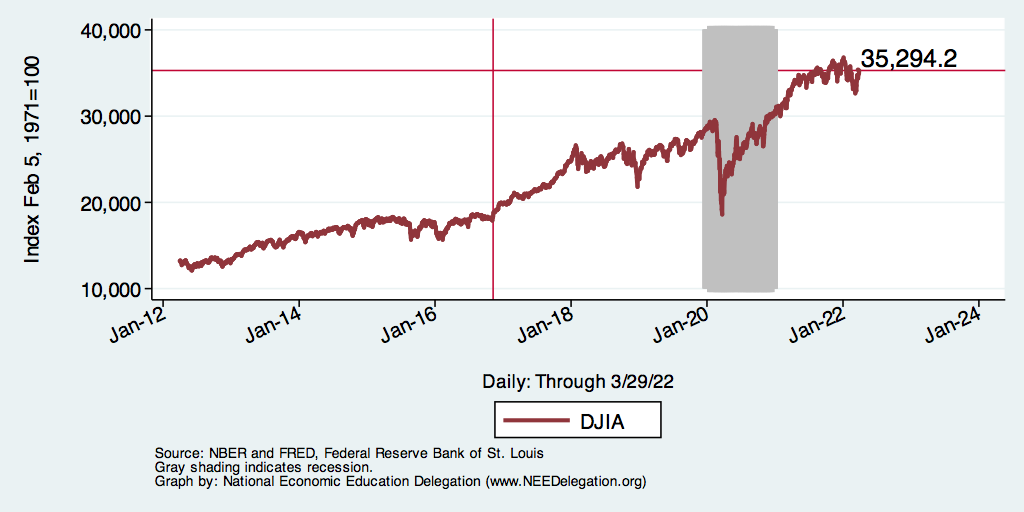 40,000
35,294.2
30,000
20,000
10,000
Index Feb 5, 1971=100
Jan-12
Jan-14
Jan-16
Jan-18
Jan-20
Jan-22
Jan-24
Daily: Through 3/29/22
DJIA
Source: NBER and FRED, Federal Reserve Bank of St. Louis
Gray shading indicates recession.
Graph by: National Economic Education Delegation (www.NEEDelegation.org)